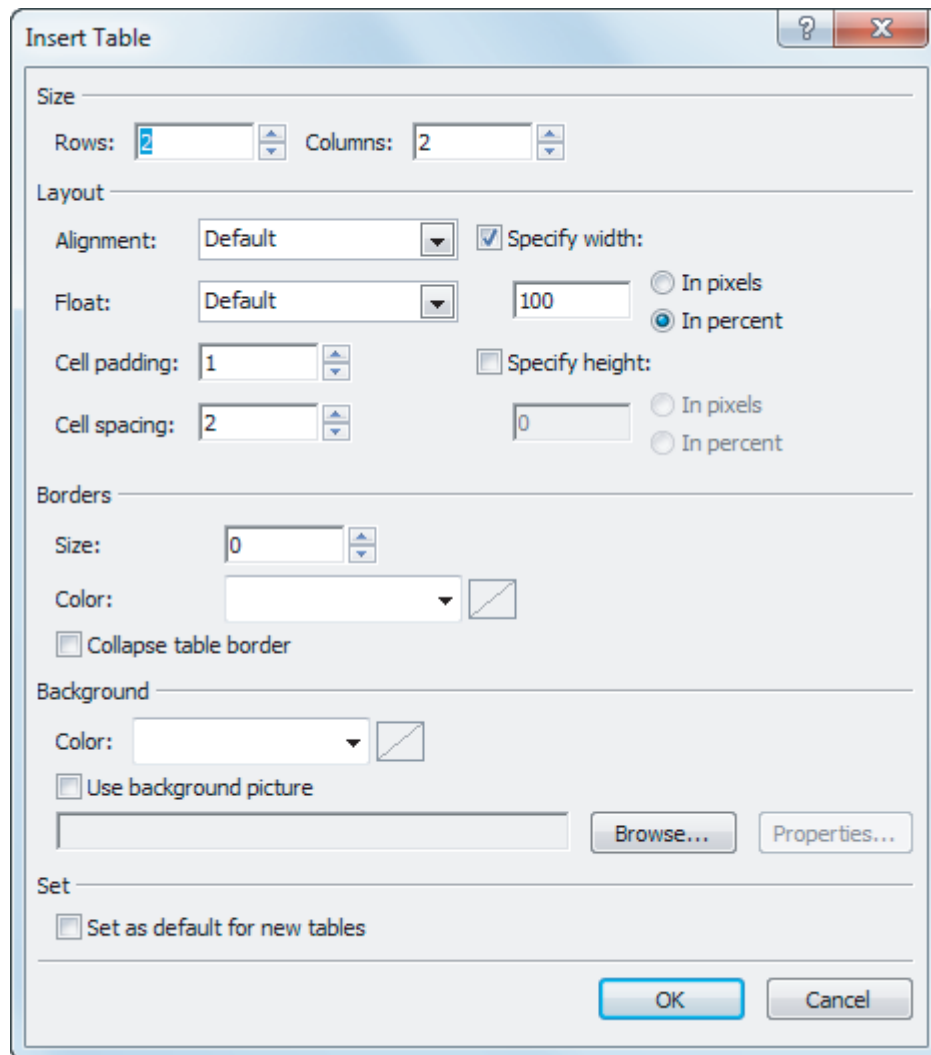 Insert Table
Size
Rows: 2 Columns: 2
Layout
Alignment: Default Specify width:
Float: Default 100 In pixels
In percent
Cell padding: 1 Specify height:
Cell spacing: 2 0 In pixels
In percent
Borders
Size: 0
Color:
Collapse table border
Background
Color:
Use background picture
Browse... Properties...
Set
Set as default for new tables
OK Cancel